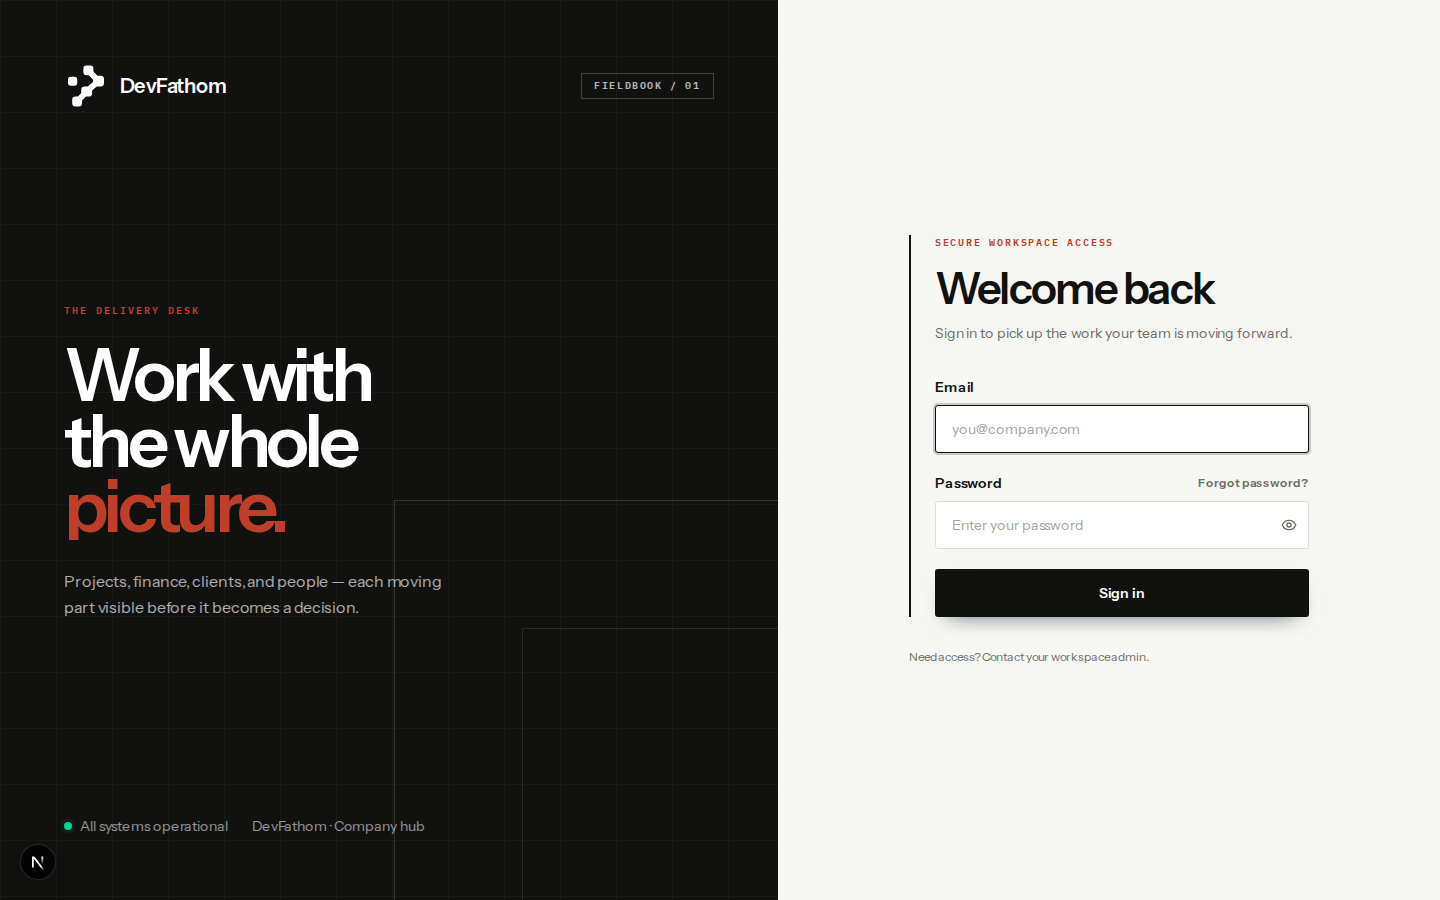 DevFathom
FIELDBOOK / 01
THE DELIVERY DESK
Work with
the whole
picture.
Projects, finance, clients, and people — each moving
part visible before it becomes a decision.
All systems operational
DevFathom · Company hub
N
SECURE WORKSPACE ACCESS
Welcome back
Sign in to pick up the work your team is moving forward.
Email
you@company.com
Password
Forgot password?
Enter your password
Sign in
Need access? Contact your workspace admin.